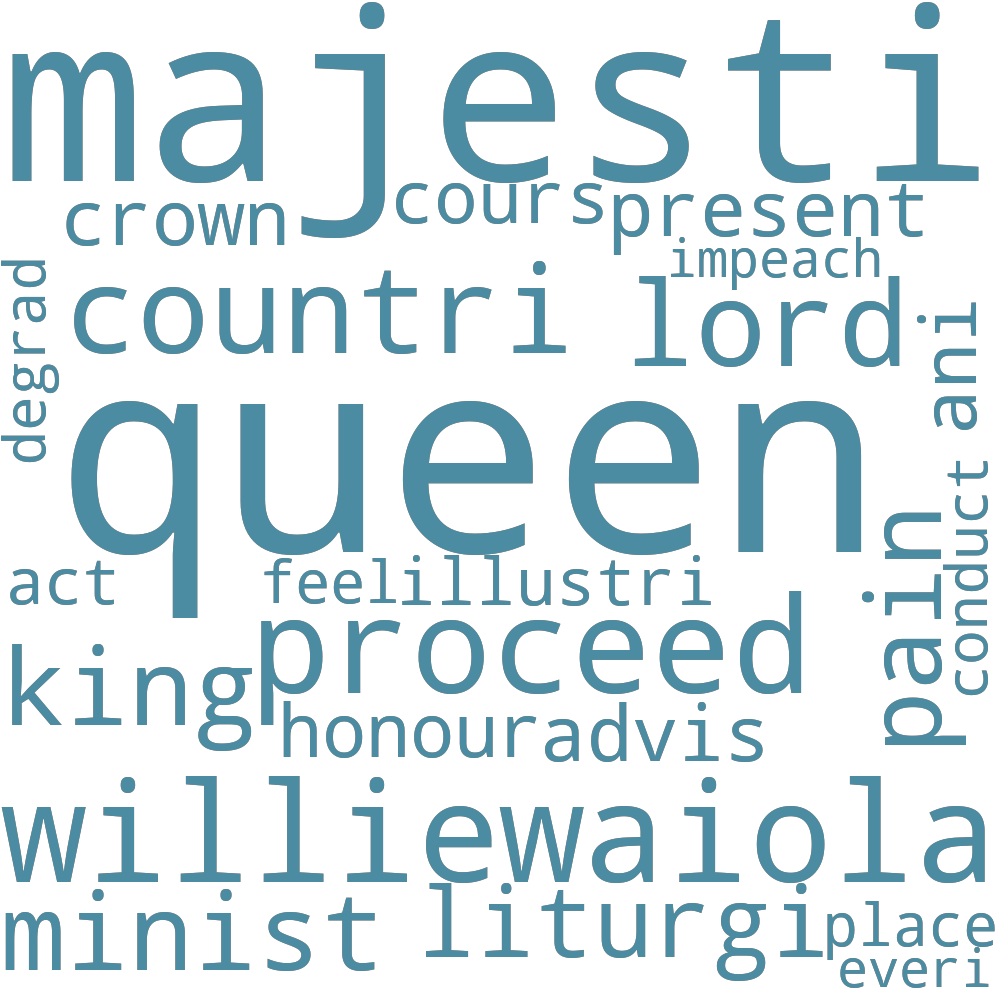 majesti
crown cours present
impeach
countri lord
degrad
ani
queen
conduct
pain
act feel illustri
proceed
king
honour advis
williewaiola
minist liturgi place
everi